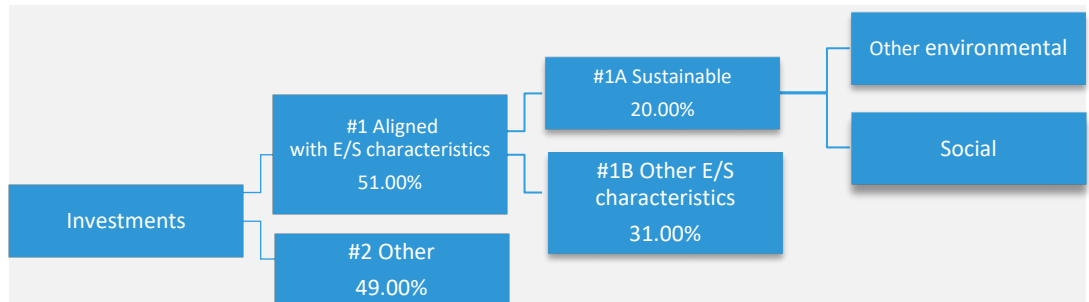 Investments
#1 Aligned
with E/S characteristics
51.00%
#2 Other
49.00%
#1A Sustainable
20.00%
#1B Other E/S
characteristics
31.00%
Other environmental
Social